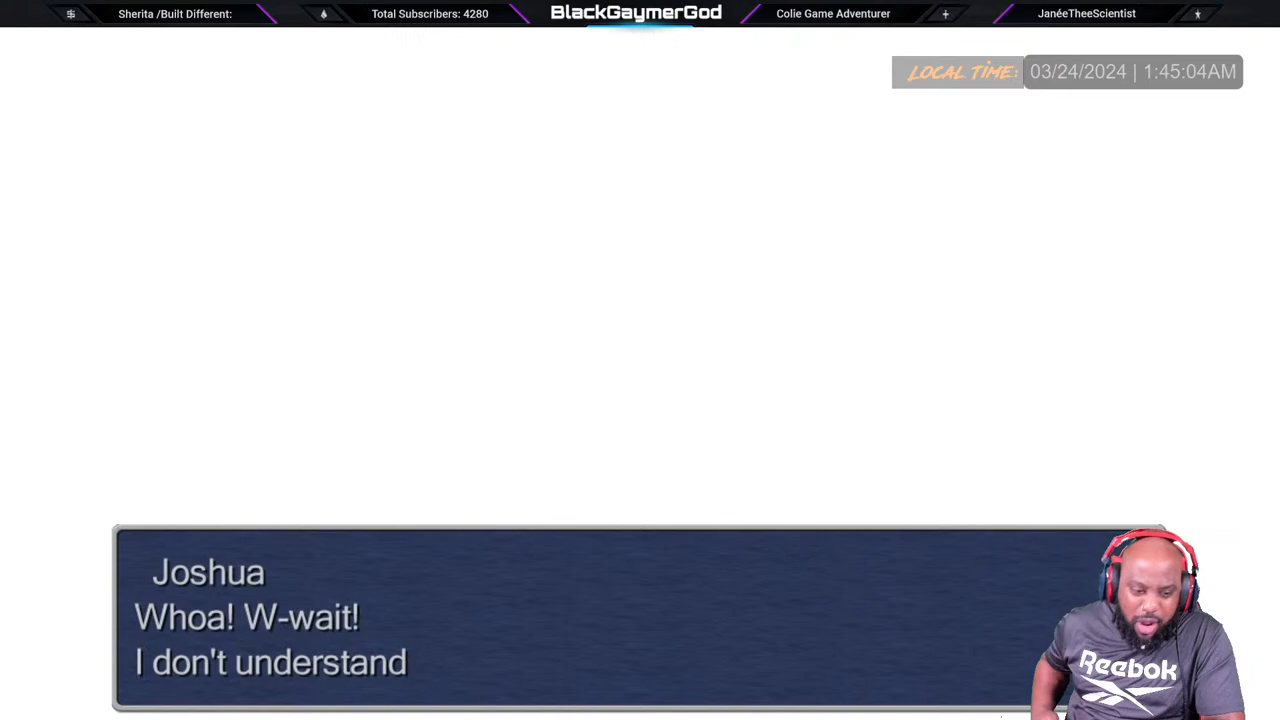 Sherita /Built Different:
Total Subscribers: 4280
BlackGaymerGod
Colie Game Adventurer
JanéeTheeScientist
LOCAL TIME: 03/24/2024 | 1:45:04AM
Joshua
Whoa! W-wait!
I don't understand
Reebok